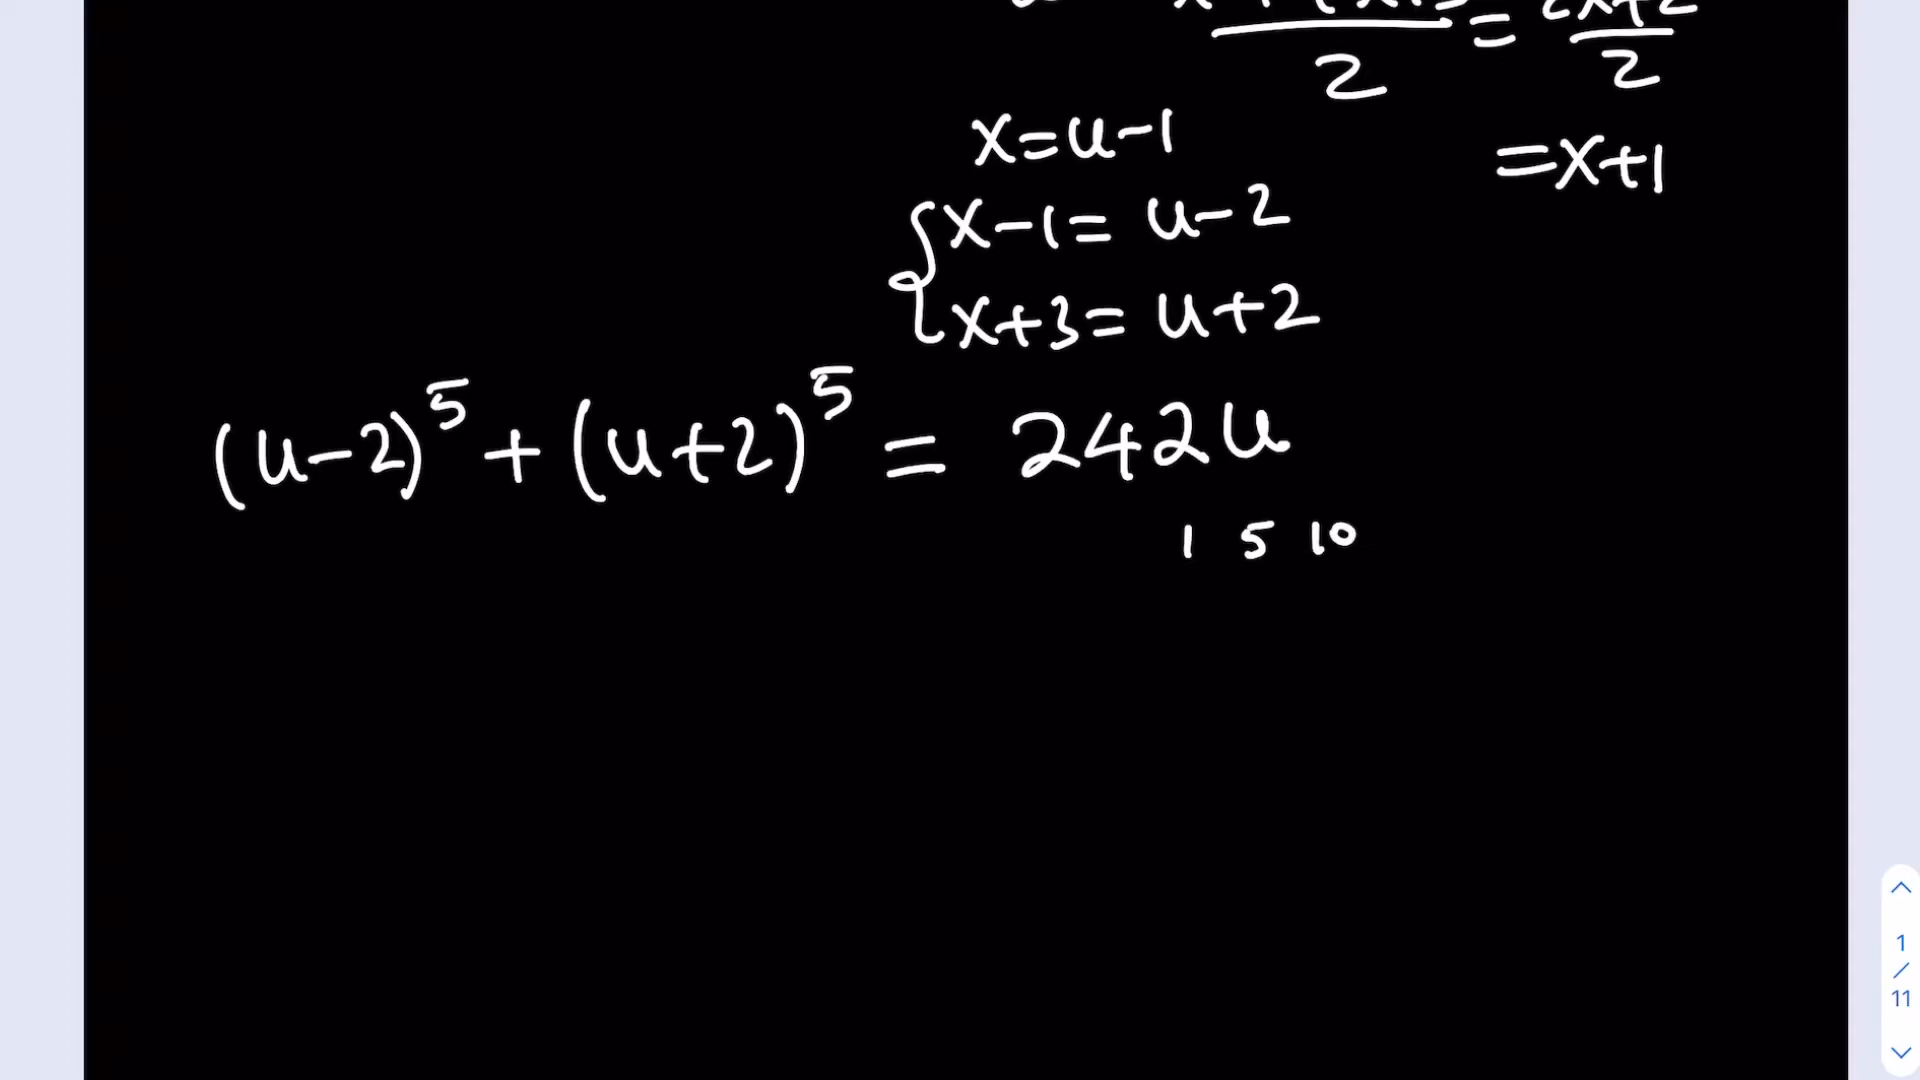 2 = 2
x=u-1
=x+1
x-1= u-2
x+3= u+2
(u-2)⁵ + (u+2)⁵ = 242u
1 5 10
1
/
11